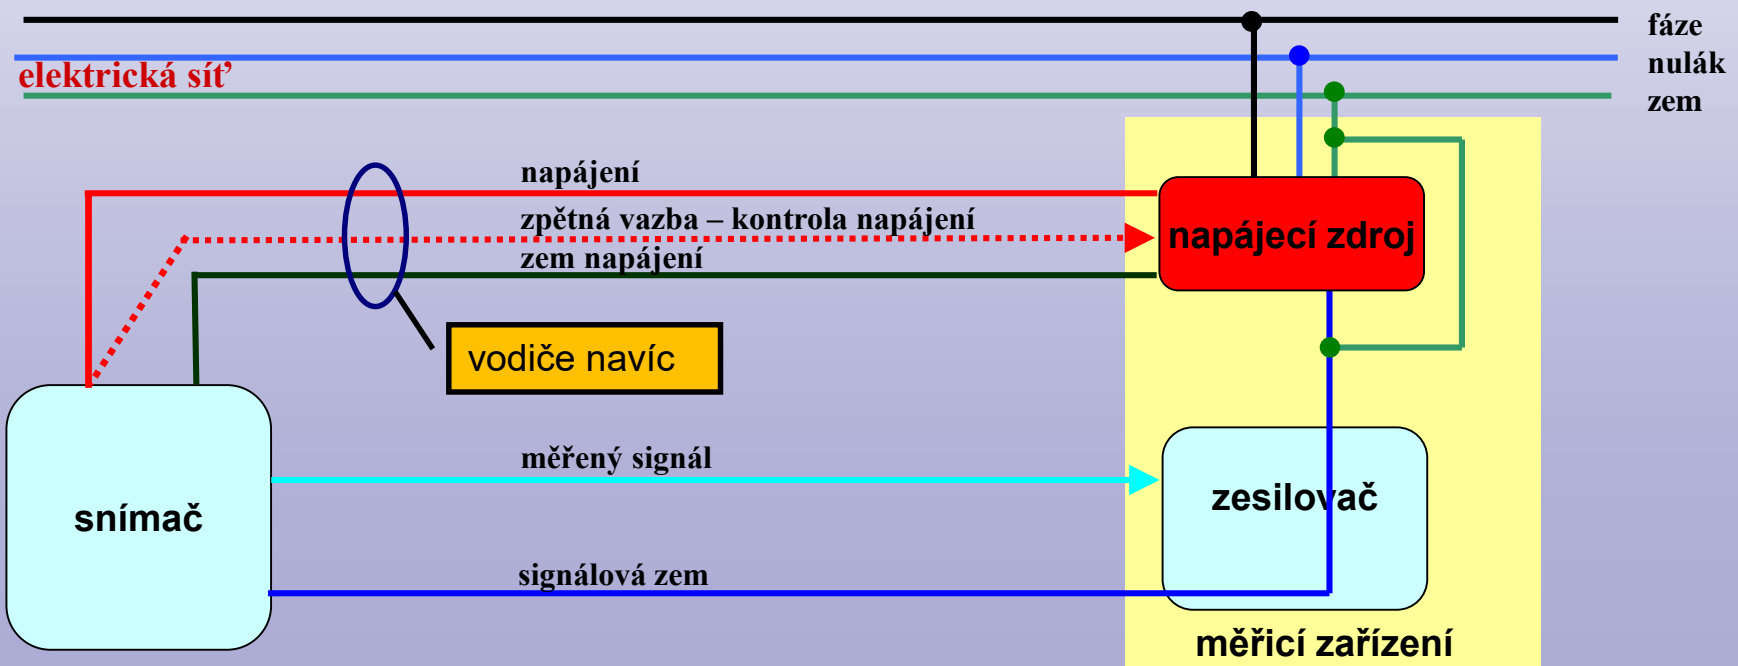 fáze
nulák
elektrická síť
zem
napájení
zpětná vazba – kontrola napájení
napájecí zdroj
zem napájení
vodiče navíc
měřený signál
zesilovač
snímač
signálová zem
měřicí zařízení